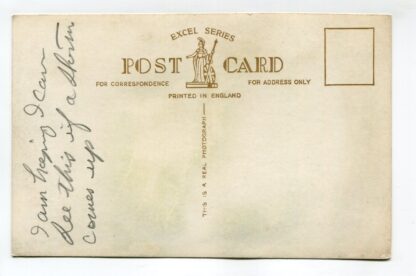 EXCEL SERIES
POST CARD
FOR CORRESPONDENCE
FOR ADDRESS ONLY
PRINTED IN ENGLAND
THIS IS A REAL PHOTOGRAPH
I am hoping I can
see this if a storm
comes up